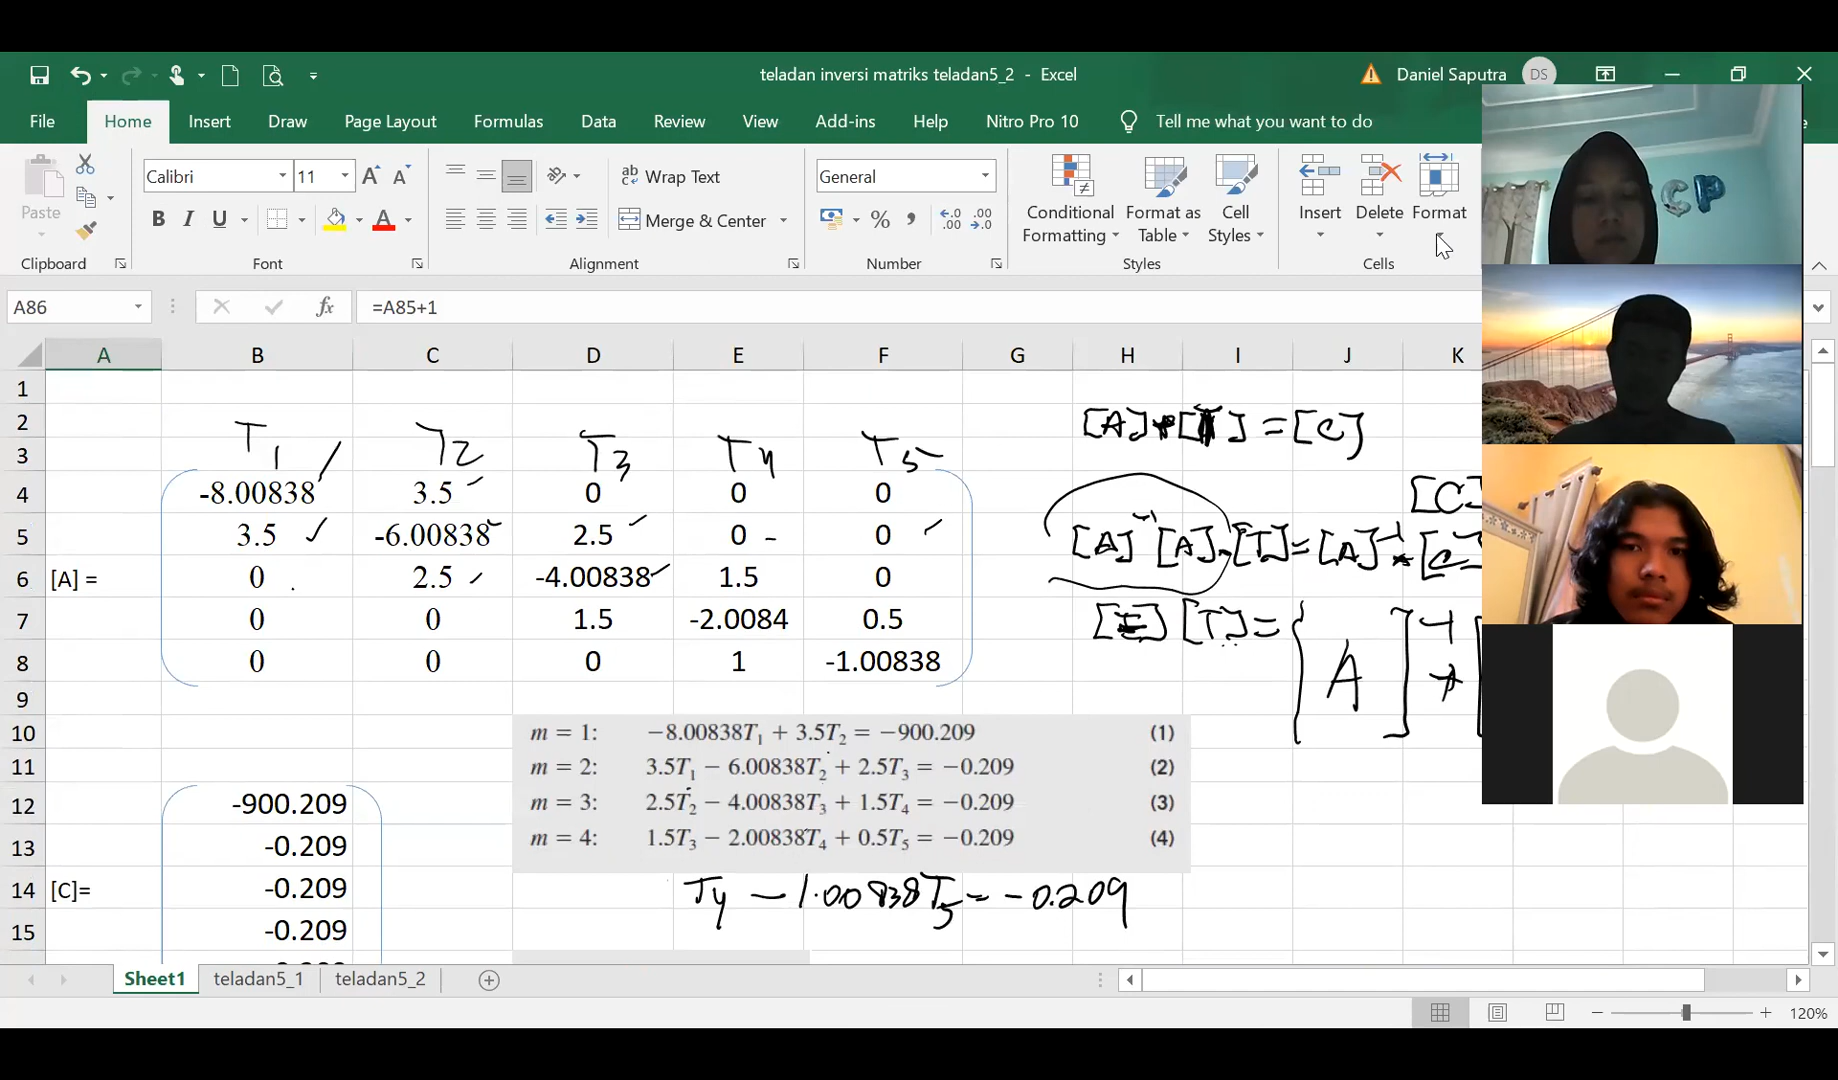 teladan inversi matriks teladan5_2 - Excel
Daniel Saputra DS
File Home Insert Draw Page Layout Formulas Data Review View Add-ins Help Nitro Pro 10 Tell me what you want to do
Paste
Calibri 11
Wrap Text
General
B I U
Merge & Center
Conditional Formatting
Format as Table
Cell Styles
Insert Delete Format
Clipboard Font Alignment Number Styles Cells
A86 fx =A85+1
A B C D E F G H I J K
1
2 [A]*[T]=[C]
3 T1 T2 T3 T4 T5
4 -8.00838 3.5 0 0 0
5 3.5 -6.00838 2.5 0 0 [A]-1 [A].[T]=[A]-1*[C]
6 [A] = 0 2.5 -4.00838 1.5 0
7 0 0 1.5 -2.0084 0.5 [T]=
8 0 0 0 1 -1.00838 [A]-1 *
9
10 m = 1: −8.00838T1 + 3.5T2 = −900.209 (1)
11 m = 2: 3.5T1 − 6.00838T2 + 2.5T3 = −0.209 (2)
12 -900.209 m = 3: 2.5T2 − 4.00838T3 + 1.5T4 = −0.209 (3)
13 -0.209 m = 4: 1.5T3 − 2.00838T4 + 0.5T5 = −0.209 (4)
14 [C]= -0.209 T4 − 1.00838T5 = −0.209
15 -0.209
Sheet1 teladan5_1 teladan5_2
120%
CP